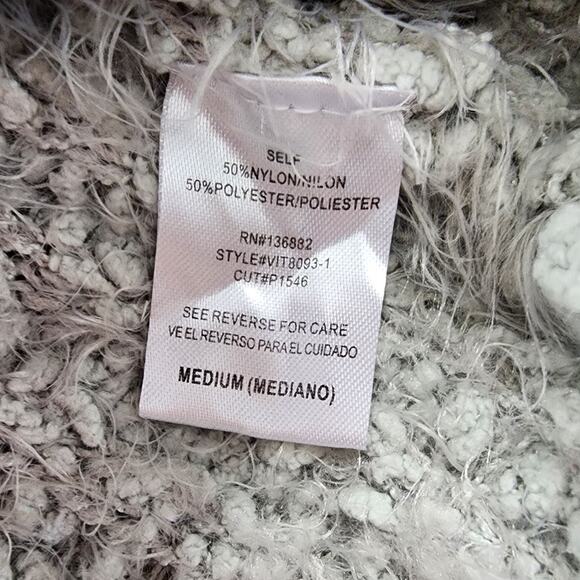 SELF
50%NYLON/NILON
50%POLYESTER/POLIESTER
RN#136882
STYLE#VIT8093-1
CUT#P1546
SEE REVERSE FOR CARE
VE EL REVERSO PARA EL CUIDADO
MEDIUM (MEDIANO)